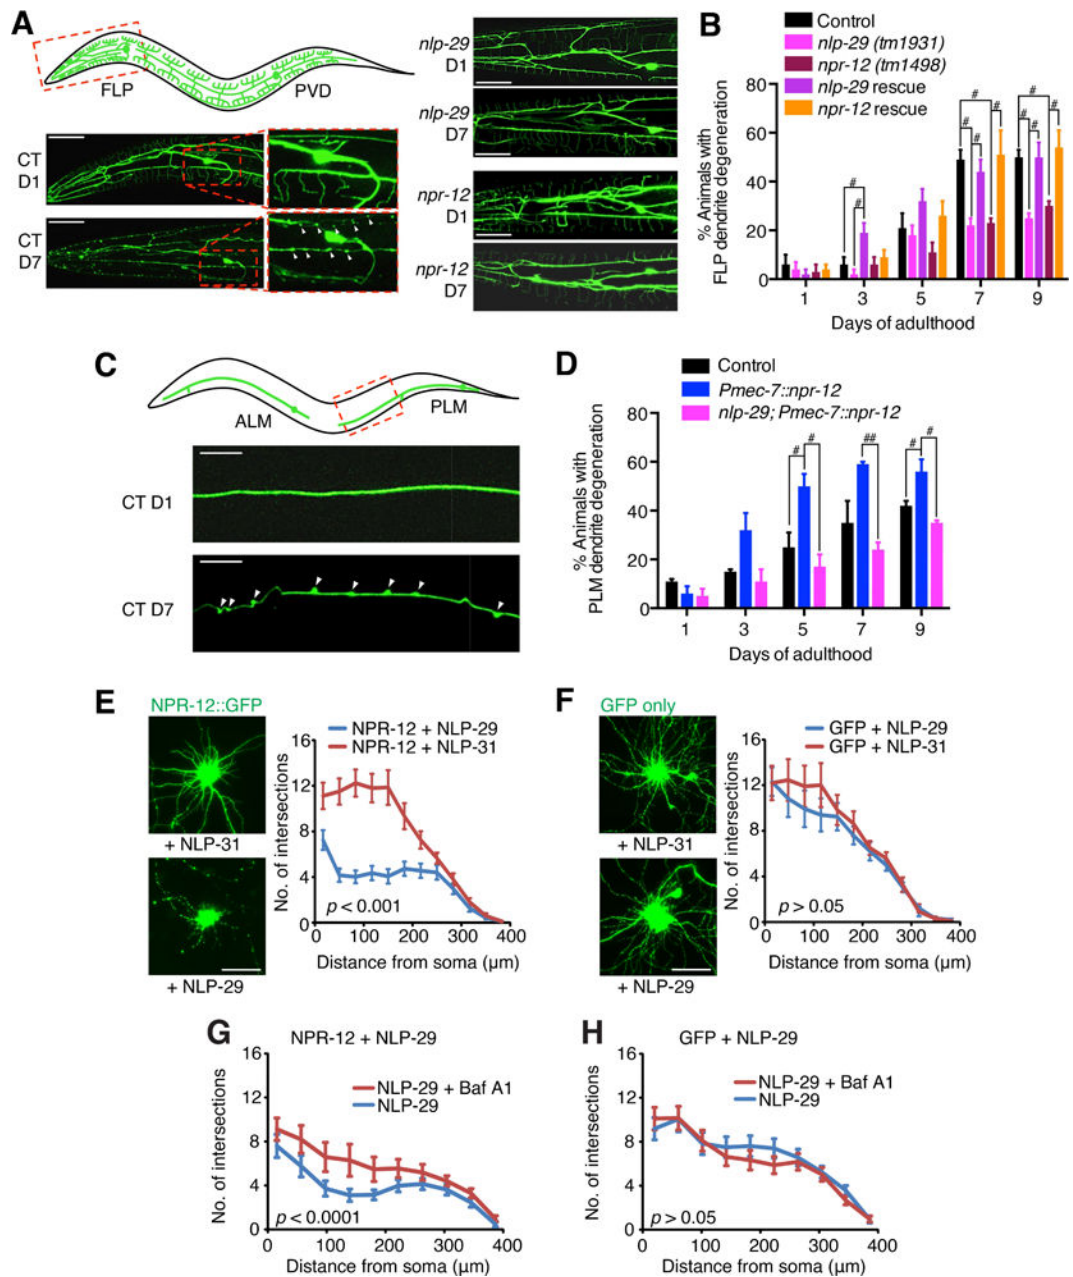 A
FLP
PVD
CT
D1
CT
D7
nlp-29
D1
nlp-29
D7
npr-12
D1
npr-12
D7
B
Control
nlp-29 (tm1931)
npr-12 (tm1498)
nlp-29 rescue
npr-12 rescue
% Animals with
FLP dendrite degeneration
80
60
40
20
0
# # # # # # # # # #
1 3 5 7 9
Days of adulthood
C
ALM
PLM
CT D1
CT D7
D
Control
Pmec-7::npr-12
nlp-29; Pmec-7::npr-12
% Animals with
PLM dendrite degeneration
80
60
40
20
0
# # ## # #
1 3 5 7 9
Days of adulthood
E
NPR-12::GFP
+ NLP-31
+ NLP-29
NPR-12 + NLP-29
NPR-12 + NLP-31
No. of intersections
16
12
8
4
0
p < 0.001
0 100 200 300 400
Distance from soma (µm)
F
GFP only
+ NLP-31
+ NLP-29
GFP + NLP-29
GFP + NLP-31
No. of intersections
16
12
8
4
0
p > 0.05
0 100 200 300 400
Distance from soma (µm)
G
NPR-12 + NLP-29
NLP-29 + Baf A1
NLP-29
No. of intersections
16
12
8
4
0
p < 0.0001
0 100 200 300 400
Distance from soma (µm)
H
GFP + NLP-29
NLP-29 + Baf A1
NLP-29
No. of intersections
16
12
8
4
0
p > 0.05
0 100 200 300 400
Distance from soma (µm)